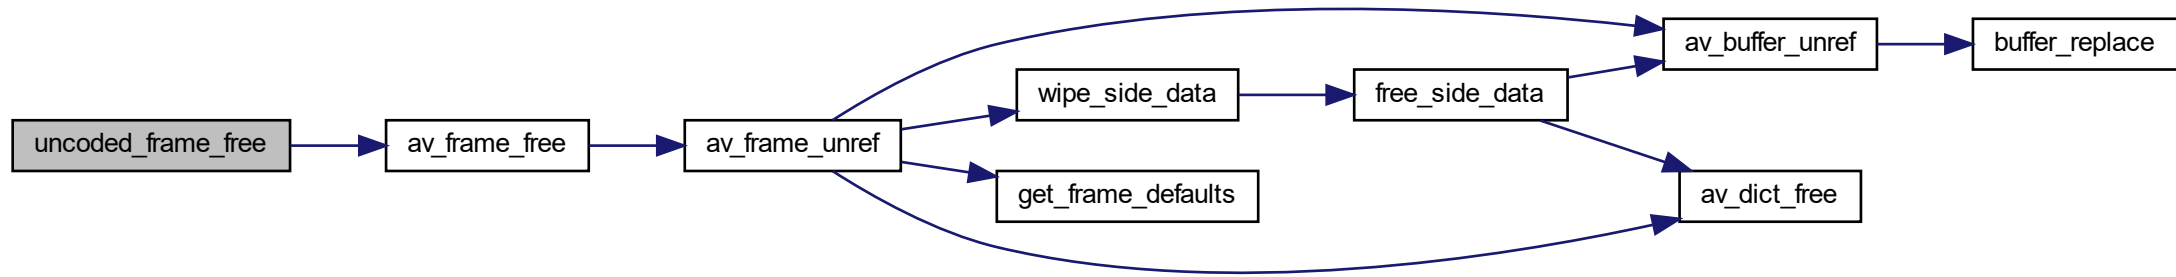 uncoded_frame_free
av_frame_free
av_frame_unref
wipe_side_data
get_frame_defaults
free_side_data
av_buffer_unref
av_dict_free
buffer_replace